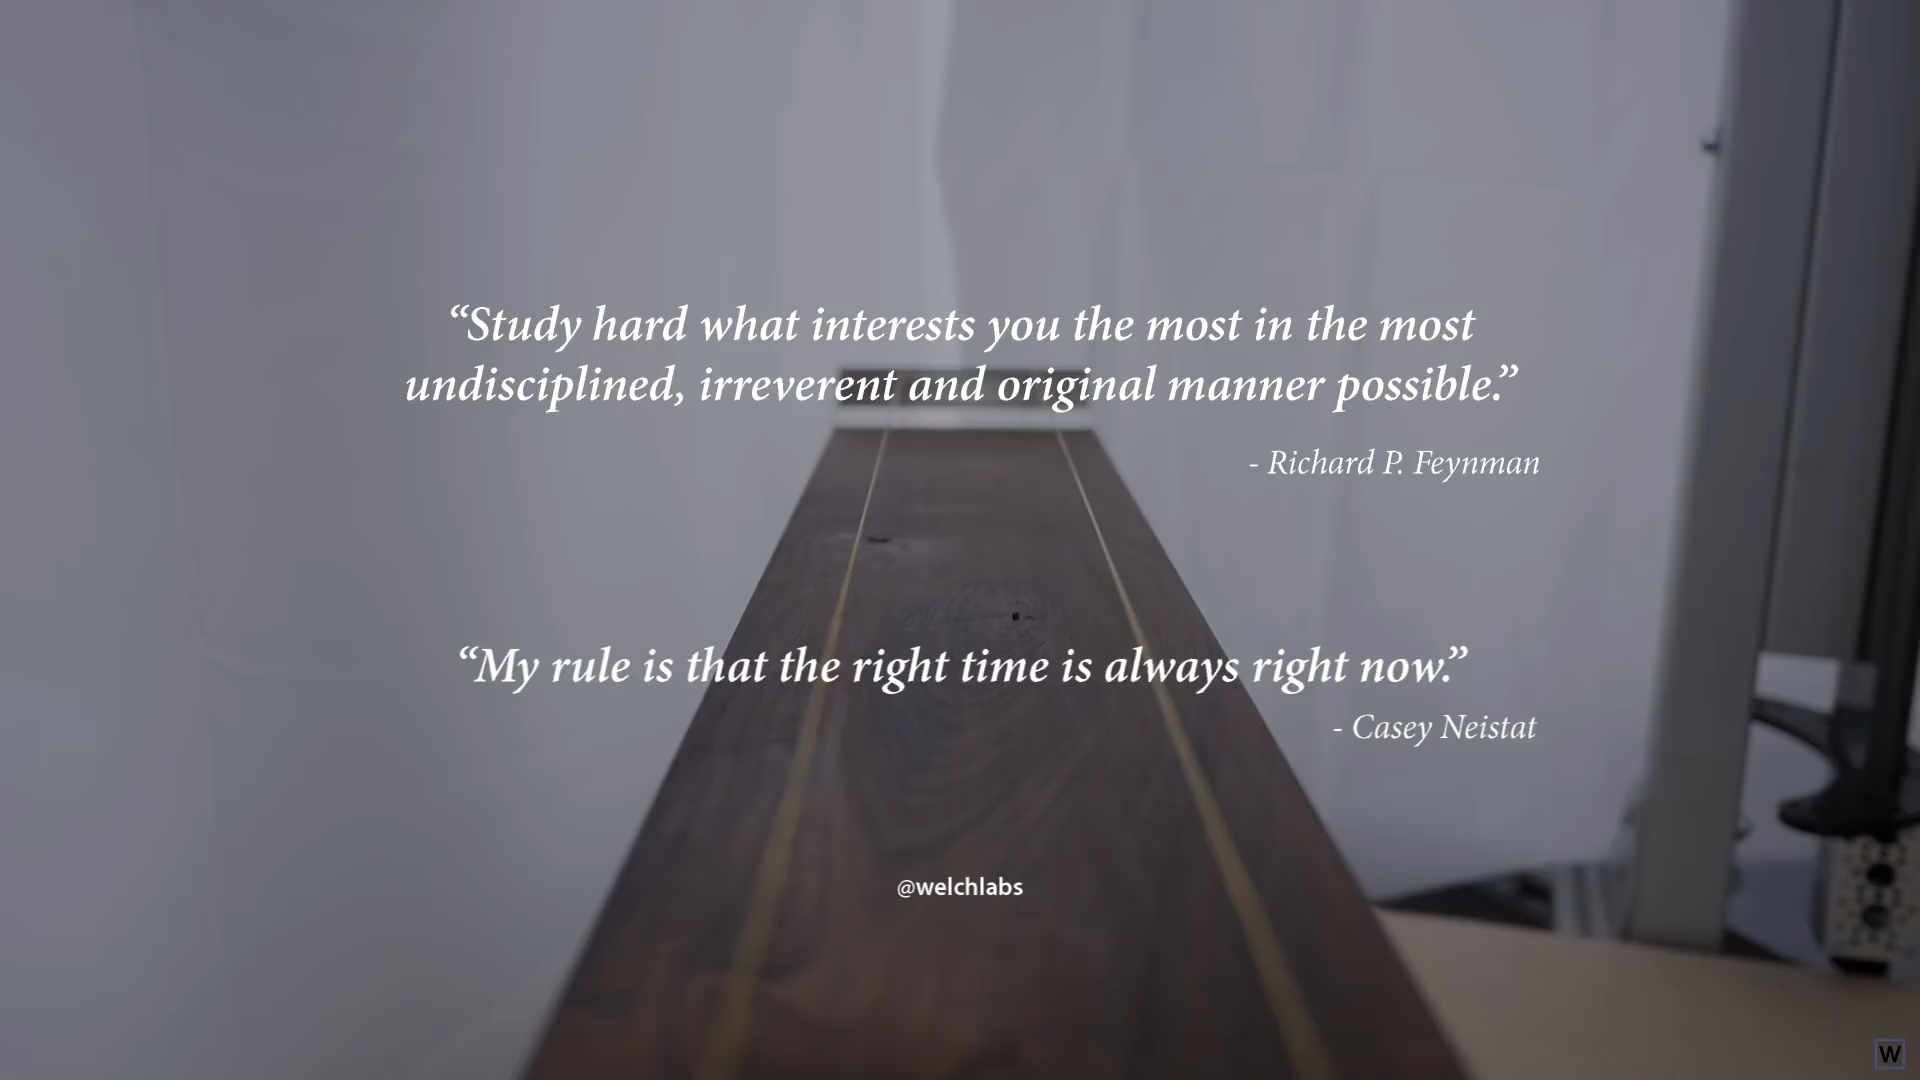 “Study hard what interests you the most in the most
undisciplined, irreverent and original manner possible.”
- Richard P. Feynman
“My rule is that the right time is always right now.”
- Casey Neistat
@welchlabs
W